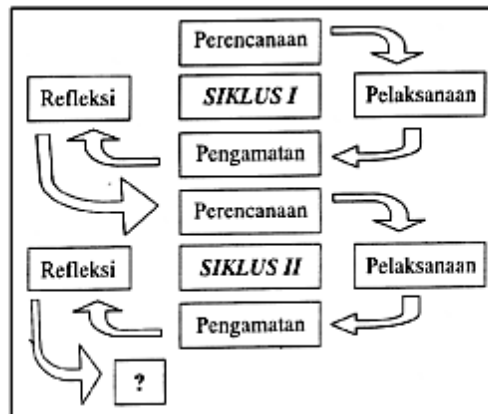 Perencanaan
Refleksi
SIKLUS I
Pelaksanaan
Pengamatan
Perencanaan
Refleksi
SIKLUS II
Pelaksanaan
Pengamatan
?